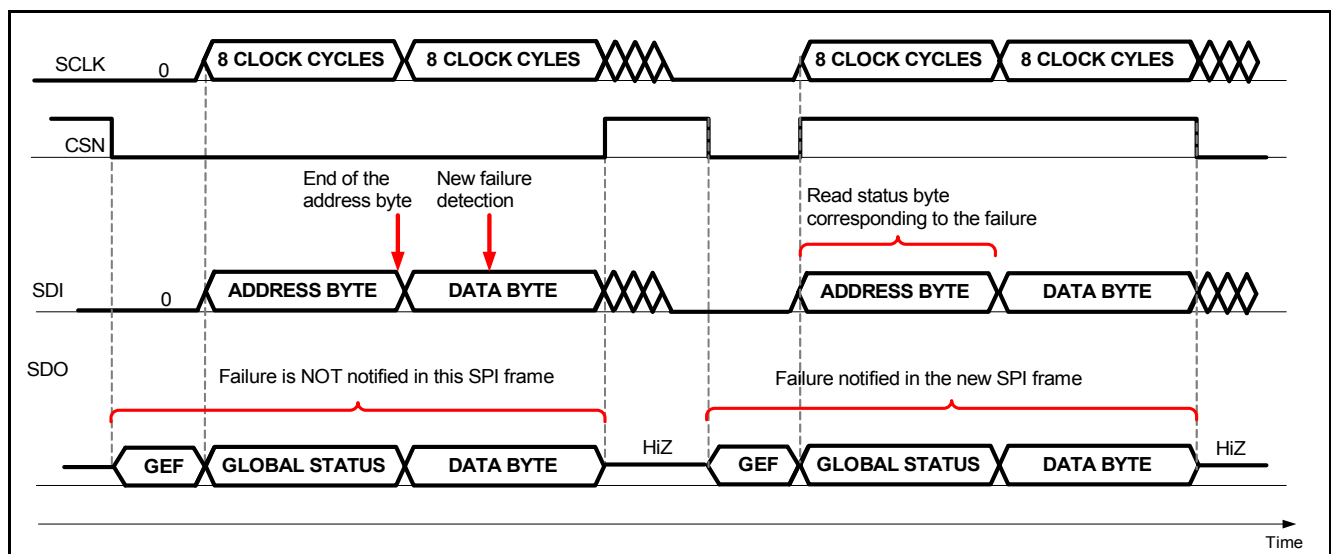 SCLK
0
8 CLOCK CYCLES
8 CLOCK CYLES
8 CLOCK CYCLES
8 CLOCK CYLES
CSN
End of the
address byte
New failure
detection
Read status byte
corresponding to the failure
SDI
0
ADDRESS BYTE
DATA BYTE
ADDRESS BYTE
DATA BYTE
SDO
Failure is NOT notified in this SPI frame
Failure notified in the new SPI frame
GEF
GLOBAL STATUS
DATA BYTE
HiZ
GEF
GLOBAL STATUS
DATA BYTE
HiZ
Time